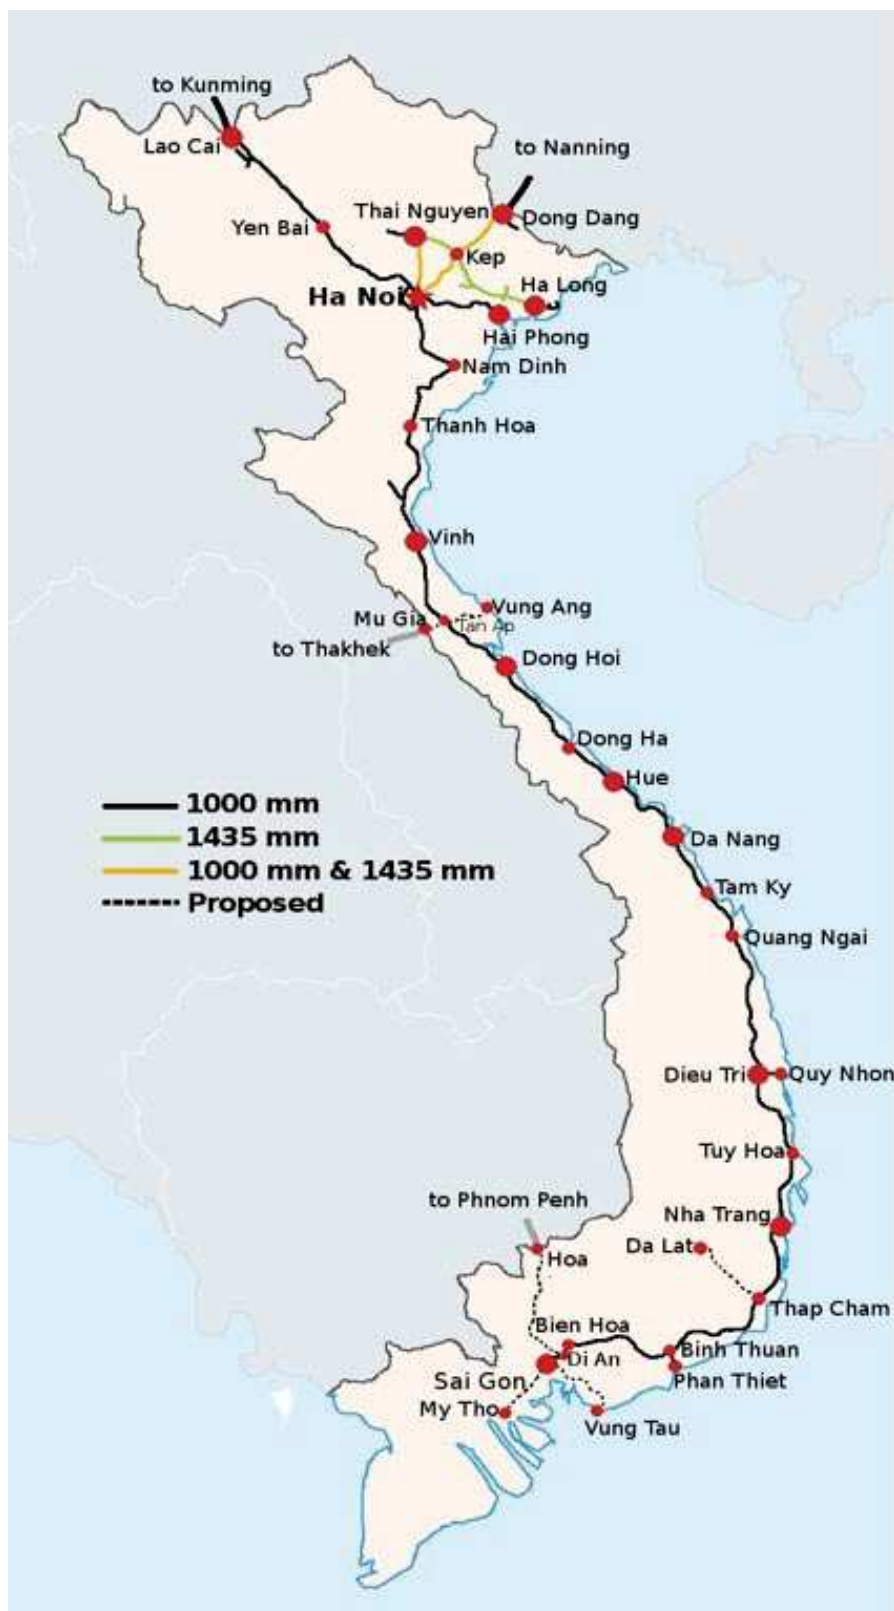 to Kunming
Lao Cai
to Nanning
Thai Nguyen
Dong Dang
Yen Bai
Kep
Ha Long
Ha Noi
Hai Phong
Nam Dinh
Thanh Hoa
Vinh
Vung Ang
Mu Gia
Tan Ap
to Thakhek
Dong Hoi
Dong Ha
Hue
1000 mm
1435 mm
1000 mm & 1435 mm
Proposed
Da Nang
Tam Ky
Quang Ngai
Dieu Tri
Quy Nhon
Tuy Hoa
to Phnom Penh
Nha Trang
Da Lat
Hoa
Thap Cham
Bien Hoa
Binh Thuan
Di An
Phan Thiet
Sai Gon
My Tho
Vung Tau